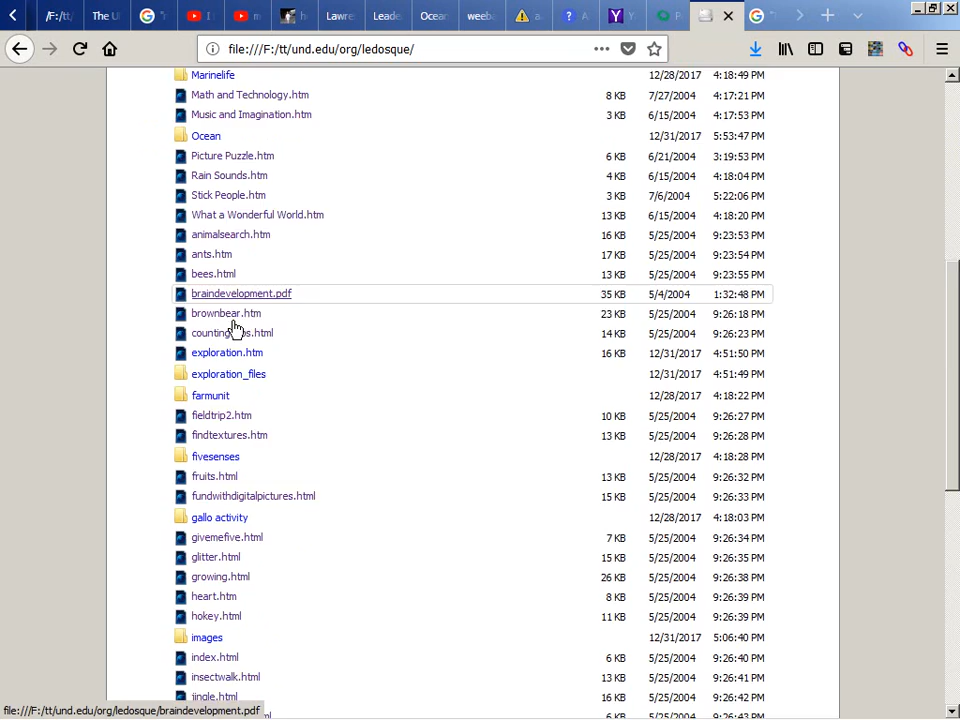 /F:/t
The U
I
m
Lawre
Leade
Ocean
weeb
a
A
P
file:///F:/tt/und.edu/org/ledosque/
Marinelife 12/28/2017 4:18:49 PM
Math and Technology.htm 8 KB 7/27/2004 4:17:21 PM
Music and Imagination.htm 3 KB 6/15/2004 4:17:53 PM
Ocean 12/31/2017 5:53:47 PM
Picture Puzzle.htm 6 KB 6/21/2004 3:19:53 PM
Rain Sounds.htm 4 KB 6/15/2004 4:18:04 PM
Stick People.htm 3 KB 7/6/2004 5:22:06 PM
What a Wonderful World.htm 13 KB 6/15/2004 4:18:20 PM
animalsearch.htm 16 KB 5/25/2004 9:23:53 PM
ants.htm 17 KB 5/25/2004 9:23:54 PM
bees.html 13 KB 5/25/2004 9:23:55 PM
braindevelopment.pdf 35 KB 5/4/2004 1:32:48 PM
brownbear.htm 23 KB 5/25/2004 9:26:18 PM
counting s.html 14 KB 5/25/2004 9:26:23 PM
exploration.htm 16 KB 12/31/2017 4:51:50 PM
exploration_files 12/31/2017 4:51:49 PM
farmunit 12/28/2017 4:18:22 PM
fieldtrip2.htm 10 KB 5/25/2004 9:26:27 PM
findtextures.htm 13 KB 5/25/2004 9:26:28 PM
fivesenses 12/28/2017 4:18:28 PM
fruits.html 13 KB 5/25/2004 9:26:32 PM
fundwithdigitalpictures.html 15 KB 5/25/2004 9:26:33 PM
gallo activity 12/28/2017 4:18:03 PM
givemefive.html 7 KB 5/25/2004 9:26:34 PM
glitter.html 15 KB 5/25/2004 9:26:35 PM
growing.html 26 KB 5/25/2004 9:26:38 PM
heart.htm 8 KB 5/25/2004 9:26:39 PM
hokey.html 11 KB 5/25/2004 9:26:39 PM
images 12/31/2017 5:06:40 PM
index.html 6 KB 5/25/2004 9:26:40 PM
insectwalk.html 13 KB 5/25/2004 9:26:41 PM
jingle.html 16 KB 5/25/2004 9:26:42 PM
file:///F:/tt/und.edu/org/ledosque/braindevelopment.pdf
6 KB 5/25/2004 9:26:43 PM